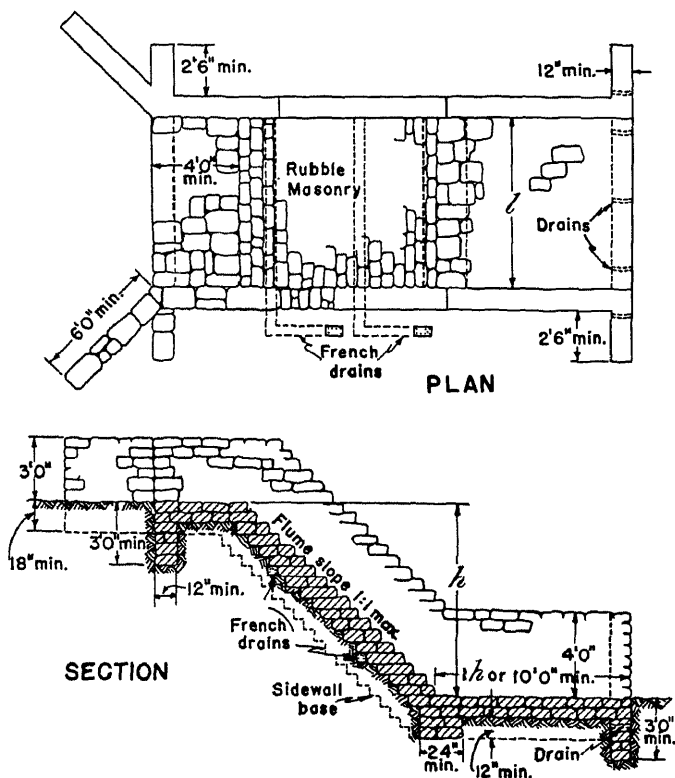 2'6" min.
12" min.
4'0"
min.
Rubble
Masonry
l
Drains
6'0" min.
2'6" min.
French
drains
PLAN
3'0"
3'0" min.
18" min.
12" min.
Flume slope 1:1 max.
h
French
drains
4'0"
SECTION
h or 10'0" min.
Sidewall
base
24"
min.
12" min.
Drain
3'0"
min.